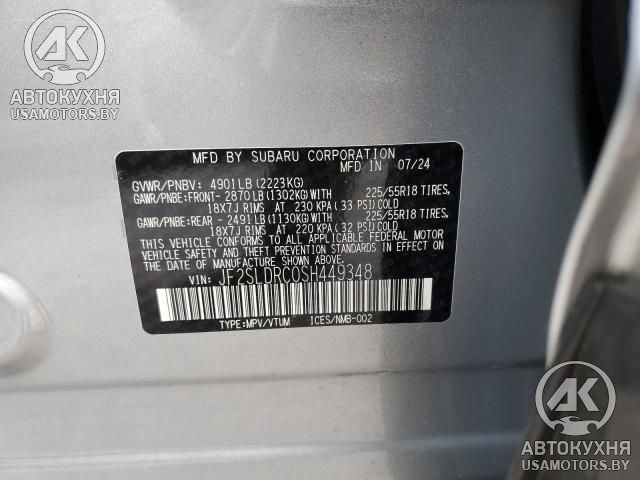 AK
АВТОКУХНЯ
USAMOTORS.BY
MFD BY SUBARU CORPORATION
MFD IN 07/24
GVWR/PNBV: 4901LB(2223KG)
GAWR/PNBE:FRONT- 2870LB(1302KG)WITH 225/55R18 TIRES,
18X7J RIMS AT 230 KPA( 33 PSI)COLD
GAWR/PNBE:REAR - 2491LB(1130KG)WITH 225/55R18 TIRES,
18X7J RIMS AT 220 KPA( 32 PSI)COLD
THIS VEHICLE CONFORMS TO ALL APPLICABLE FEDERAL MOTOR
VEHICLE SAFETY AND THEFT PREVENTION STANDARDS IN
EFFECT ON THE DATE OF MANUFACTURE SHOWN ABOVE.
VIN: JF2SLDRC0SH449348
TYPE:MPV/VTUM ICES/NMB-002
AK
АВТОКУХНЯ
USAMOTORS.BY